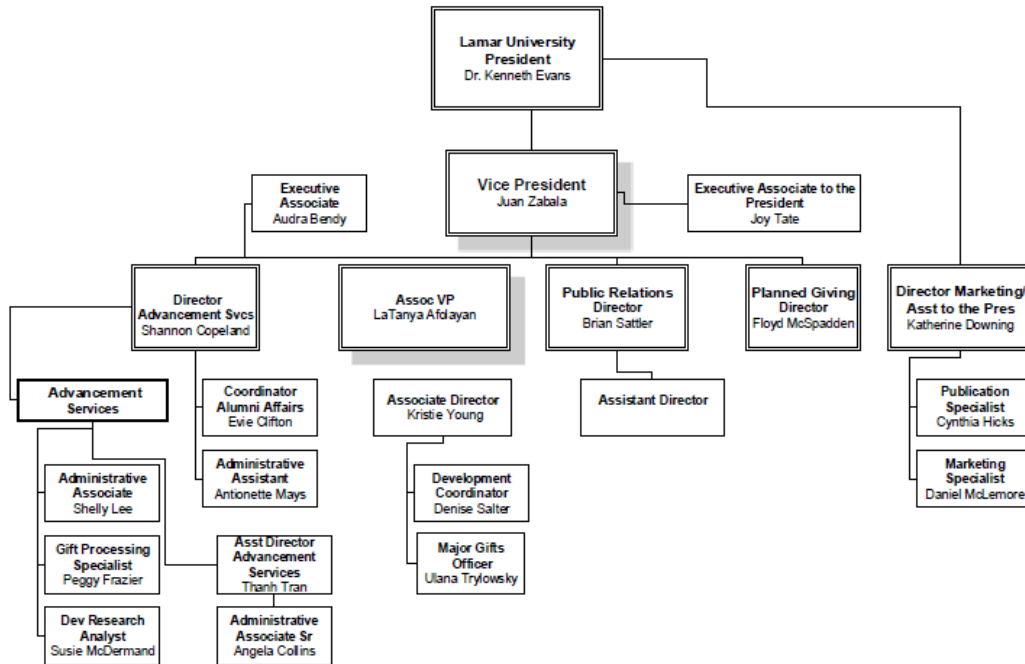 Lamar University
President
Dr. Kenneth Evans
Vice President
Juan Zabala
Executive
Associate
Audra Bendy
Executive Associate to the
President
Joy Tate
Director
Advancement Svcs
Shannon Copeland
Assoc VP
LaTanya Afolayan
Public Relations
Director
Brian Sattler
Planned Giving
Director
Floyd McSpadden
Director Marketing/
Asst to the Pres
Katherine Downing
Advancement
Services
Coordinator
Alumni Affairs
Evie Clifton
Associate Director
Kristie Young
Assistant Director
Publication
Specialist
Cynthia Hicks
Administrative
Associate
Shelly Lee
Administrative
Assistant
Antionette Mays
Development
Coordinator
Denise Salter
Marketing
Specialist
Daniel McLemore
Gift Processing
Specialist
Peggy Frazier
Asst Director
Advancement
Services
Thanh Tran
Major Gifts
Officer
Ulana Trylowsky
Dev Research
Analyst
Susie McDermand
Administrative
Associate Sr
Angela Collins